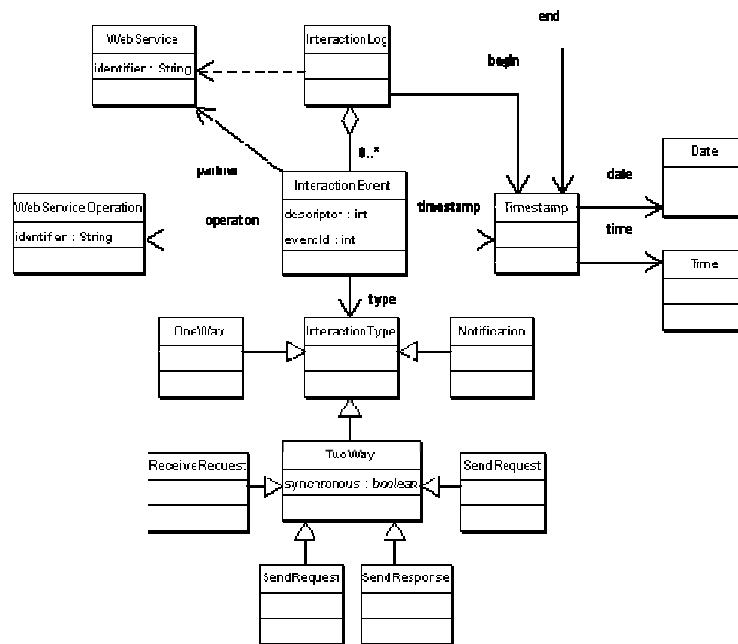 end
WebService
InteractionLog
identifier : String
begin
0..*
Date
partner
InteractionEvent
date
WebServiceOperation
operation
descriptor : int
timestamp
Timestamp
identifier : String
eventId : int
time
Time
type
OneWay
InteractionType
Notification
ReceiveRequest
TwoWay
SendRequest
synchronous : boolean
SendRequest
SendResponse